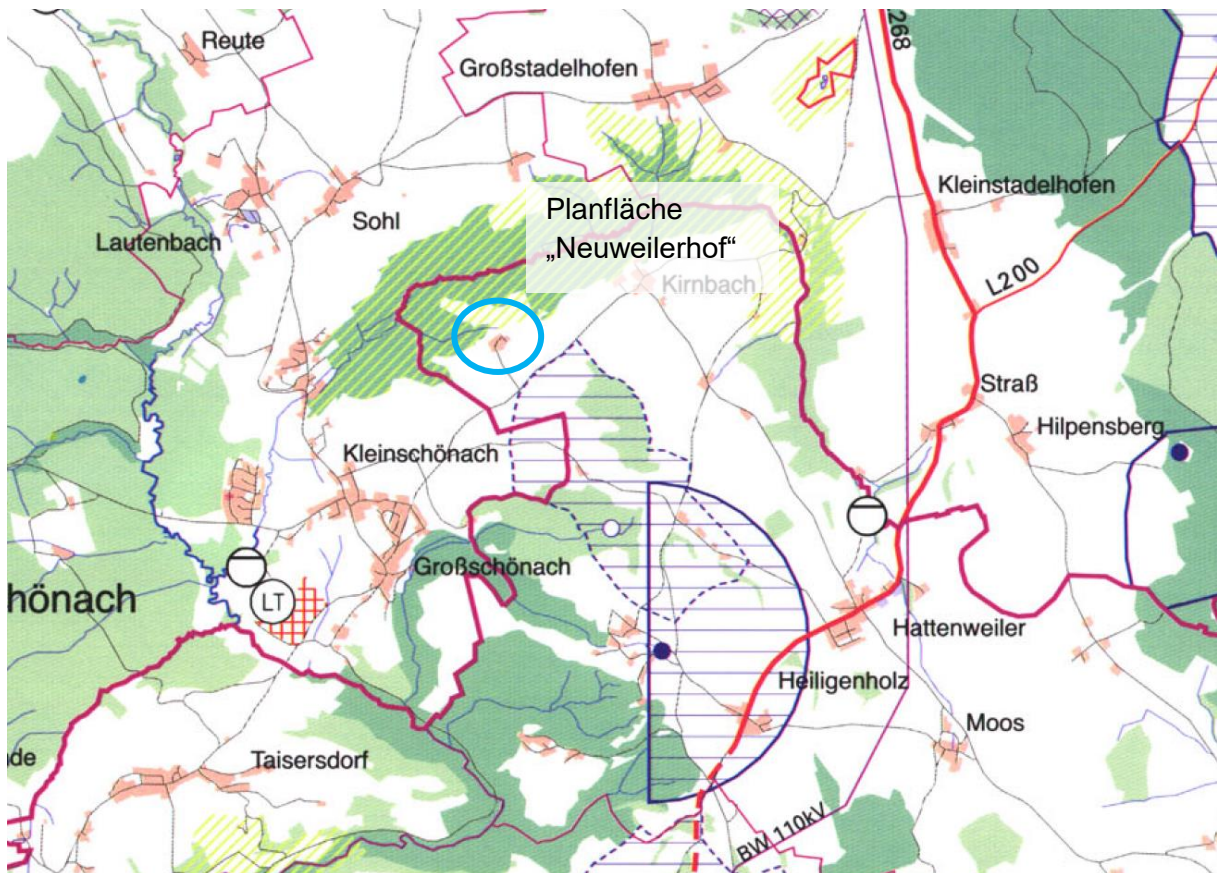 Reute
Großstadelhofen
268
Kleinstadelhofen
Sohl
Planfläche
„Neuweilerhof“
Lautenbach
Kirnbach
L200
Straß
Hilpensberg
Kleinschönach
Großschönach
LT
hönach
Hattenweiler
Heiligenholz
Moos
de
Taisersdorf
BW 110kV